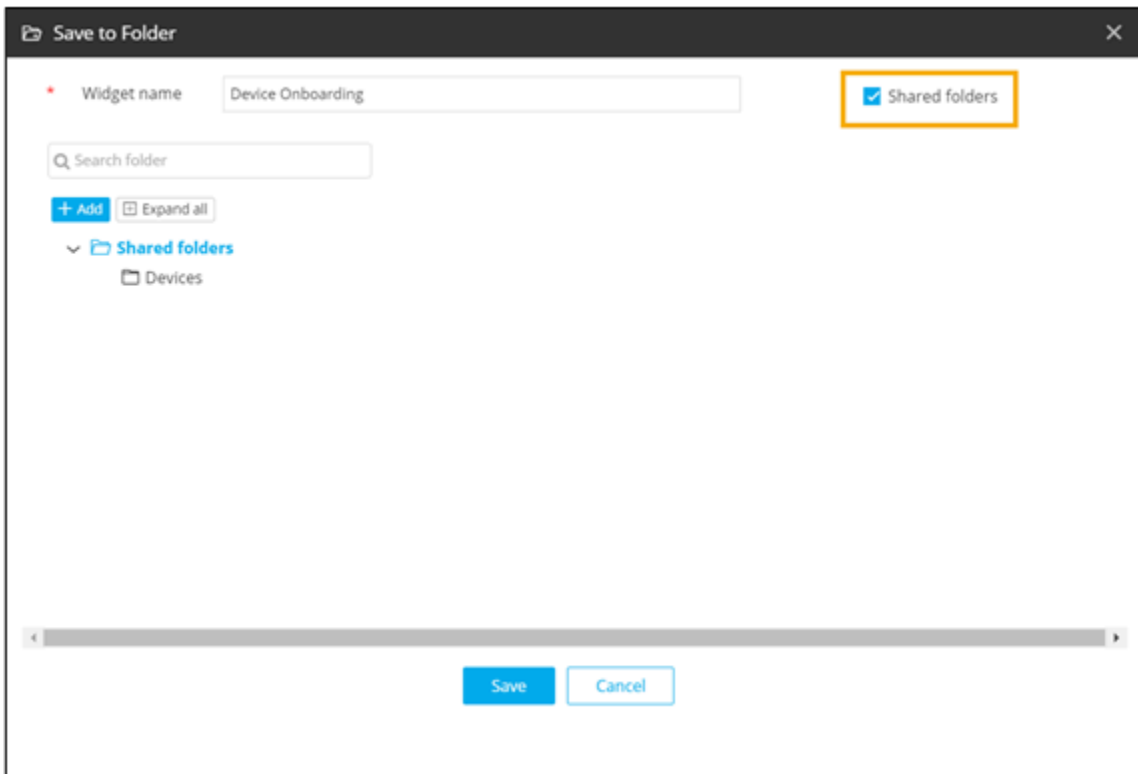 Save to Folder
* Widget name Device Onboarding Shared folders
Search folder
+ Add Expand all
Shared folders
Devices
Save Cancel